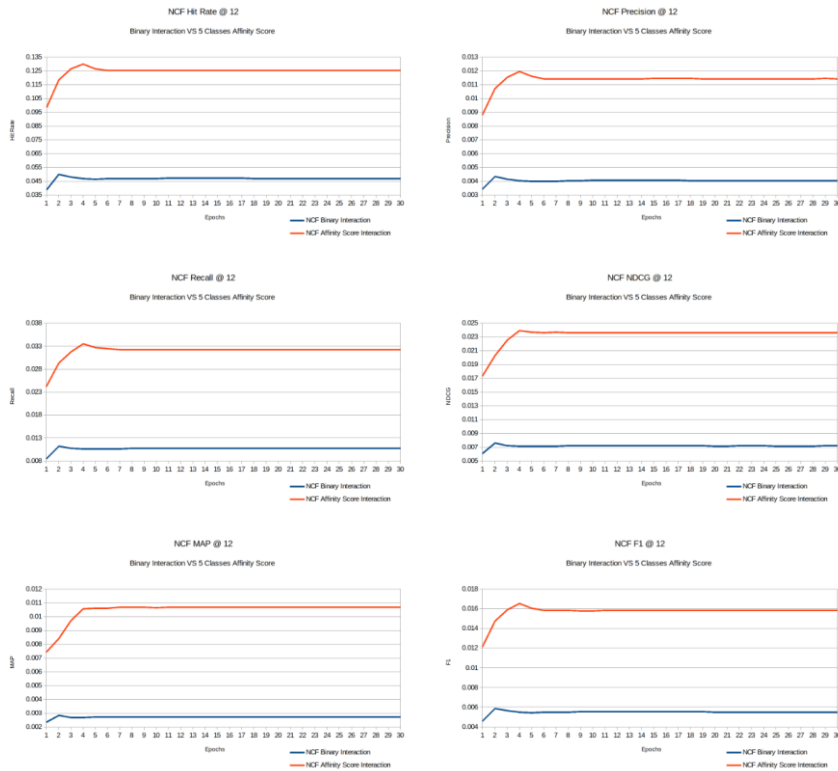 NCF Hit Rate @ 12
Binary Interaction VS 5 Classes Affinity Score
0.135
0.125
0.115
0.105
0.095
0.085
0.075
0.065
0.055
0.045
0.035
Hit Rate
1 2 3 4 5 6 7 8 9 10 11 12 13 14 15 16 17 18 19 20 21 22 23 24 25 26 27 28 29 30
Epochs
NCF Binary Interaction
NCF Affinity Score Interaction
NCF Precision @ 12
Binary Interaction VS 5 Classes Affinity Score
0.013
0.012
0.011
0.01
0.009
0.008
0.007
0.006
0.005
0.004
0.003
Precision
1 2 3 4 5 6 7 8 9 10 11 12 13 14 15 16 17 18 19 20 21 22 23 24 25 26 27 28 29 30
Epochs
NCF Binary Interaction
NCF Affinity Score Interaction
NCF Recall @ 12
Binary Interaction VS 5 Classes Affinity Score
0.038
0.033
0.028
0.023
0.018
0.013
0.008
Recall
1 2 3 4 5 6 7 8 9 10 11 12 13 14 15 16 17 18 19 20 21 22 23 24 25 26 27 28 29 30
Epochs
NCF Binary Interaction
NCF Affinity Score Interaction
NCF NDCG @ 12
Binary Interaction VS 5 Classes Affinity Score
0.025
0.023
0.021
0.019
0.017
0.015
0.013
0.011
0.009
0.007
0.005
NDCG
1 2 3 4 5 6 7 8 9 10 11 12 13 14 15 16 17 18 19 20 21 22 23 24 25 26 27 28 29 30
Epochs
NCF Binary Interaction
NCF Affinity Score Interaction
NCF MAP @ 12
Binary Interaction VS 5 Classes Affinity Score
0.012
0.011
0.01
0.009
0.008
0.007
0.006
0.005
0.004
0.003
0.002
MAP
1 2 3 4 5 6 7 8 9 10 11 12 13 14 15 16 17 18 19 20 21 22 23 24 25 26 27 28 29 30
Epochs
NCF Binary Interaction
NCF Affinity Score Interaction
NCF F1 @ 12
Binary Interaction VS 5 Classes Affinity Score
0.018
0.016
0.014
0.012
0.01
0.008
0.006
0.004
F1
1 2 3 4 5 6 7 8 9 10 11 12 13 14 15 16 17 18 19 20 21 22 23 24 25 26 27 28 29 30
Epochs
NCF Binary Interaction
NCF Affinity Score Interaction